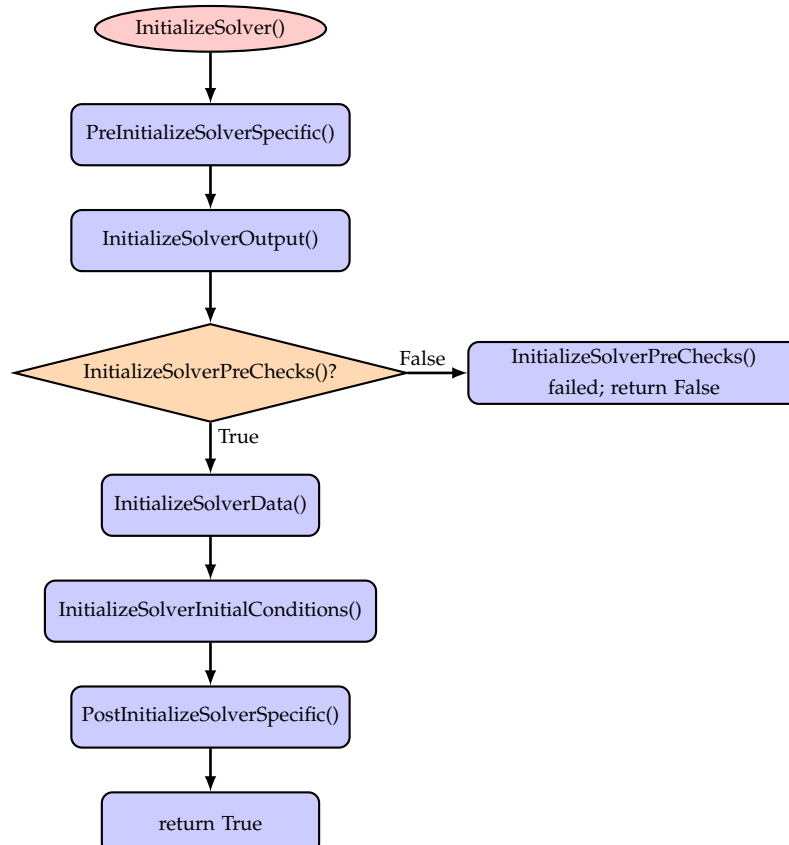 InitializeSolver()
PreInitializeSolverSpecific()
InitializeSolverOutput()
InitializeSolverPreChecks()?
False
InitializeSolverPreChecks()
failed; return False
True
InitializeSolverData()
InitializeSolverInitialConditions()
PostInitializeSolverSpecific()
return True